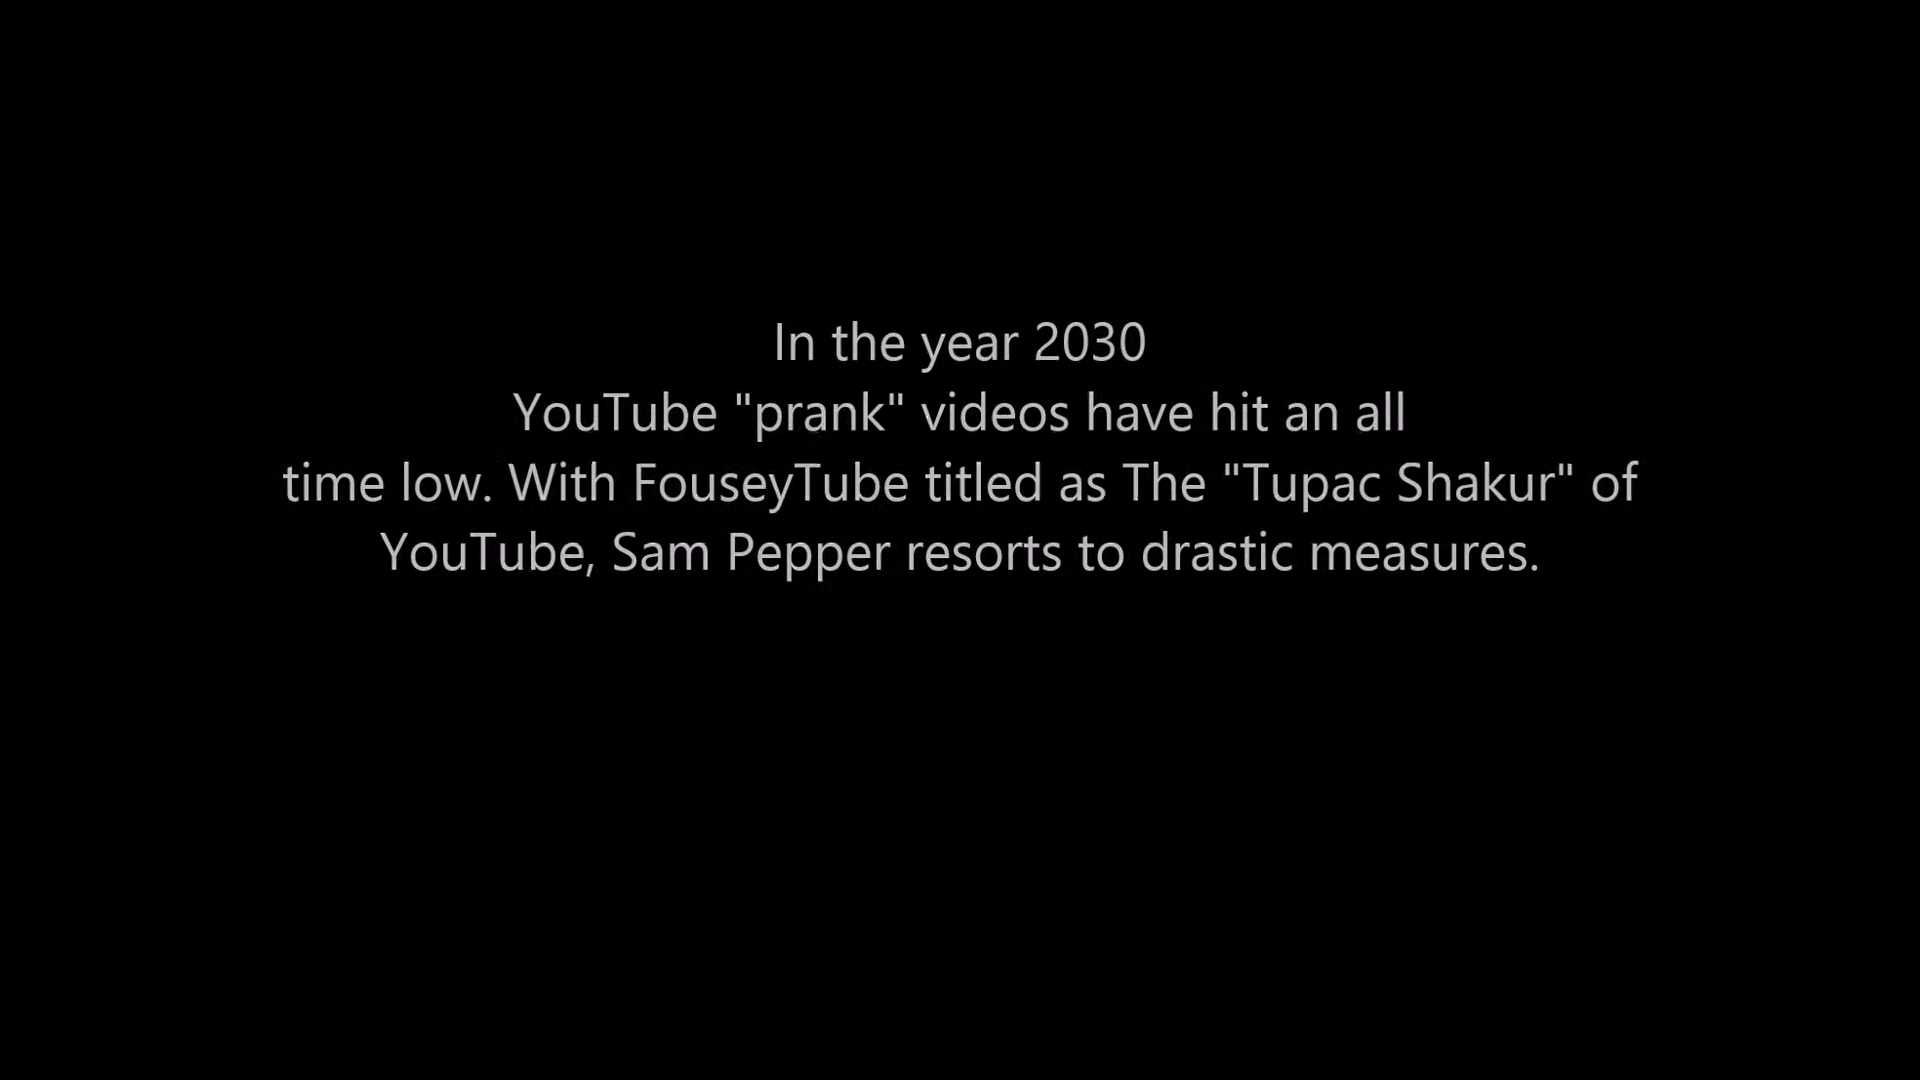 In the year 2030
YouTube "prank" videos have hit an all
time low. With FouseyTube titled as The "Tupac Shakur" of
YouTube, Sam Pepper resorts to drastic measures.